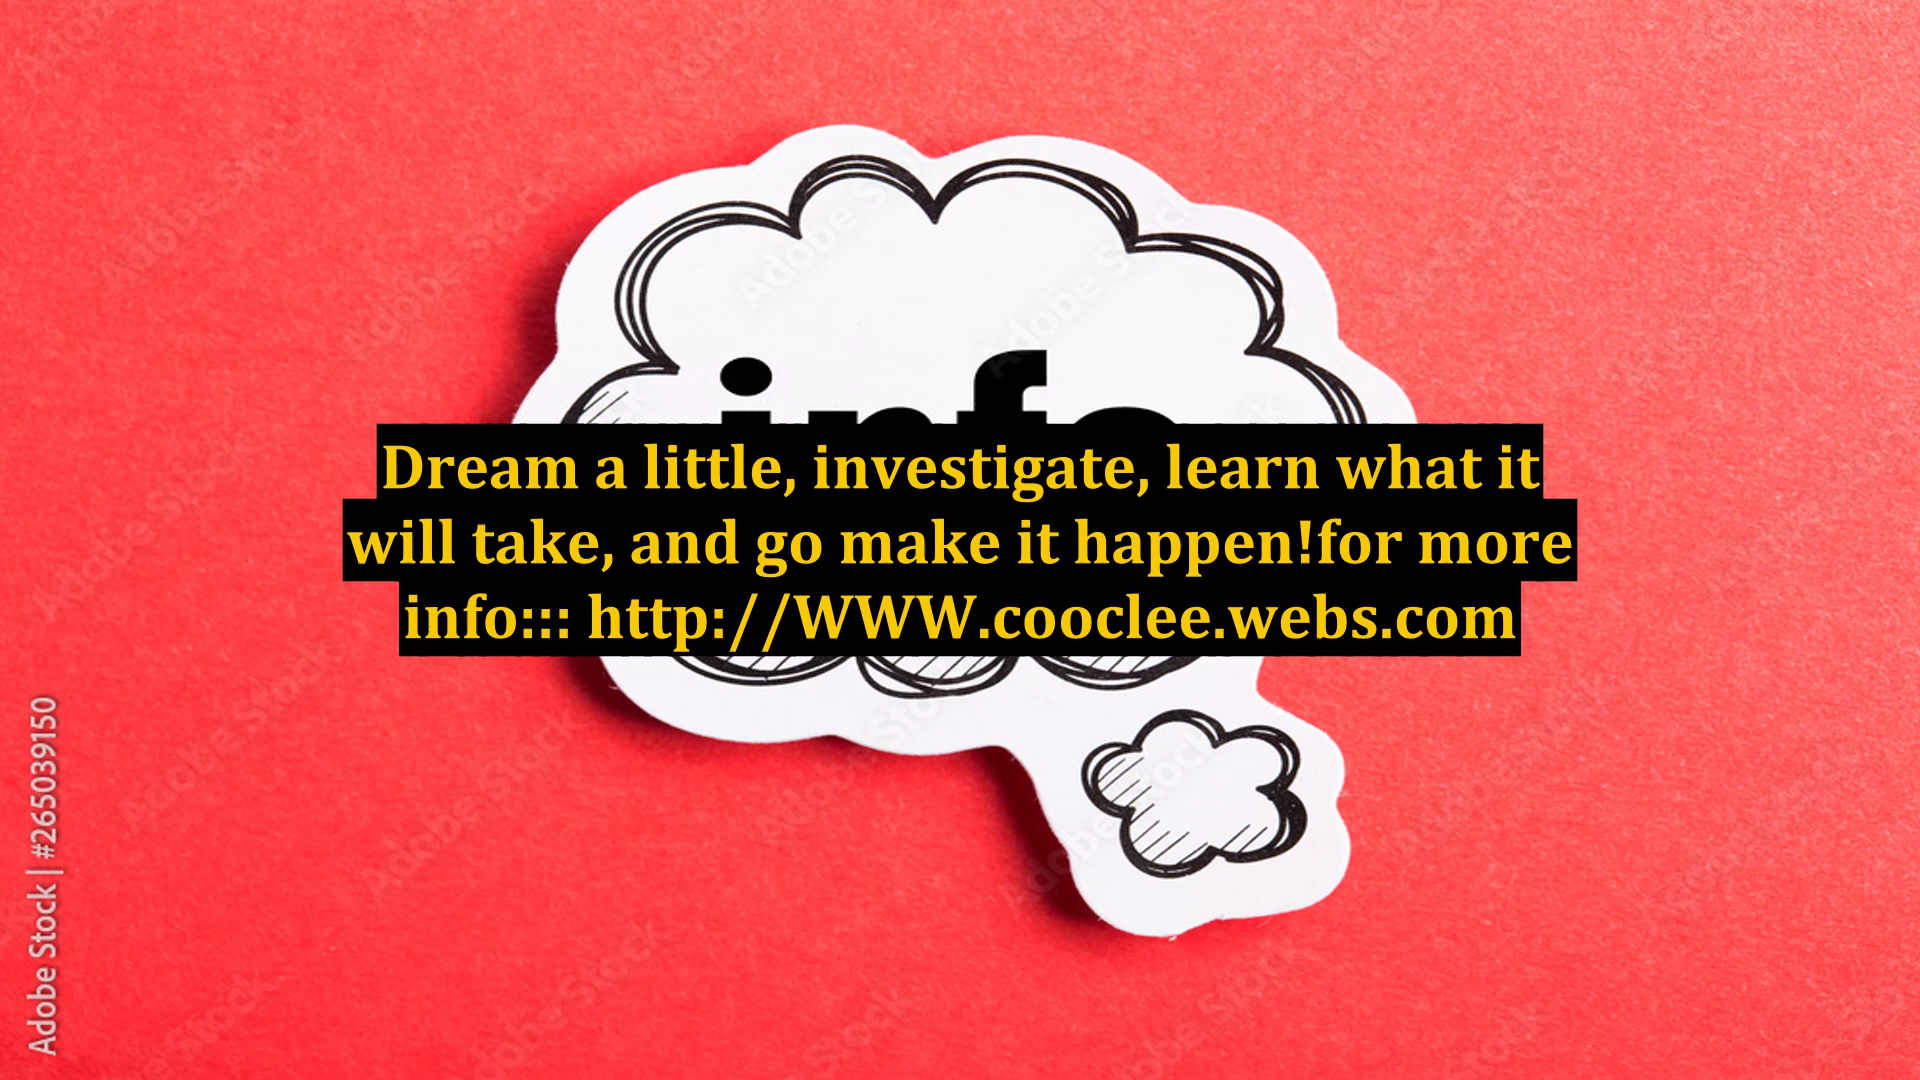 info
Dream a little, investigate, learn what it
will take, and go make it happen!for more
info::: http://WWW.cooclee.webs.com
Adobe Stock | #265039150